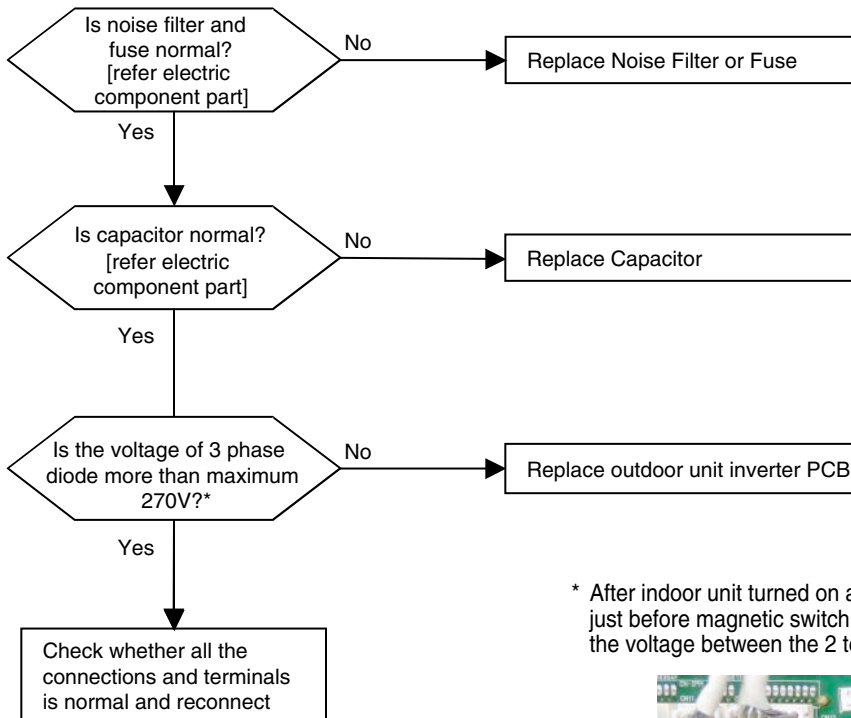 Is noise filter and
fuse normal?
[refer electric
component part]
No
Replace Noise Filter or Fuse
Yes
Is capacitor normal?
[refer electric
component part]
No
Replace Capacitor
Yes
Is the voltage of 3 phase
diode more than maximum
270V?*
No
Replace outdoor unit inverter PCB
Yes
Check whether all the
connections and terminals
is normal and reconnect
* After indoor unit turned on a
just before magnetic switch
the voltage between the 2 t